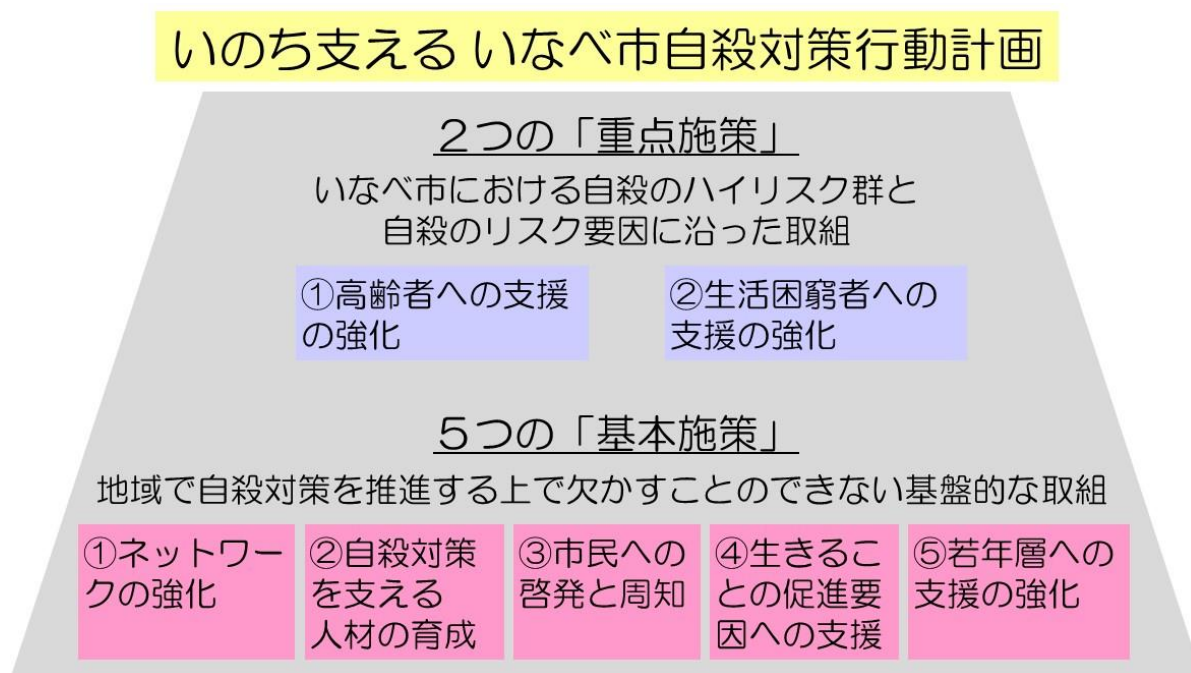 いのち支える いなべ市自殺対策行動計画
２つの「重点施策」
いなべ市における自殺のハイリスク群と
自殺のリスク要因に沿った取組
①高齢者への支援
の強化
②生活困窮者への
支援の強化
５つの「基本施策」
地域で自殺対策を推進する上で欠かすことのできない基盤的な取組
①ネットワー
クの強化
②自殺対策
を支える
人材の育成
③市民への
啓発と周知
④生きるこ
との促進要
因への支援
⑤若年層への
支援の強化